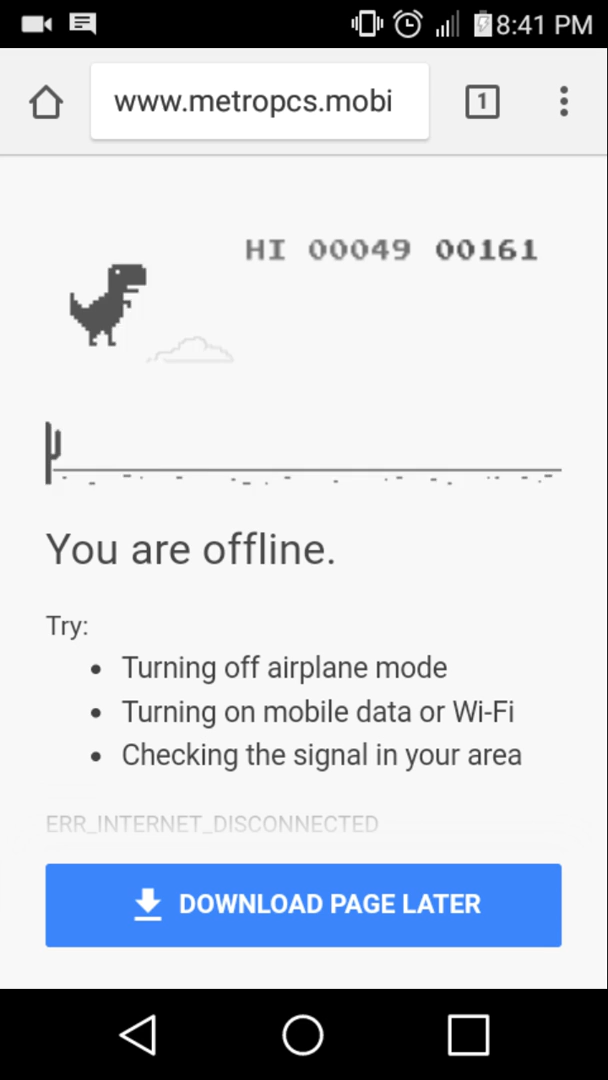 8:41 PM
www.metropcs.mobi
1
HI 00049 00161
You are offline.
Try:
• Turning off airplane mode
• Turning on mobile data or Wi-Fi
• Checking the signal in your area
ERR_INTERNET_DISCONNECTED
DOWNLOAD PAGE LATER